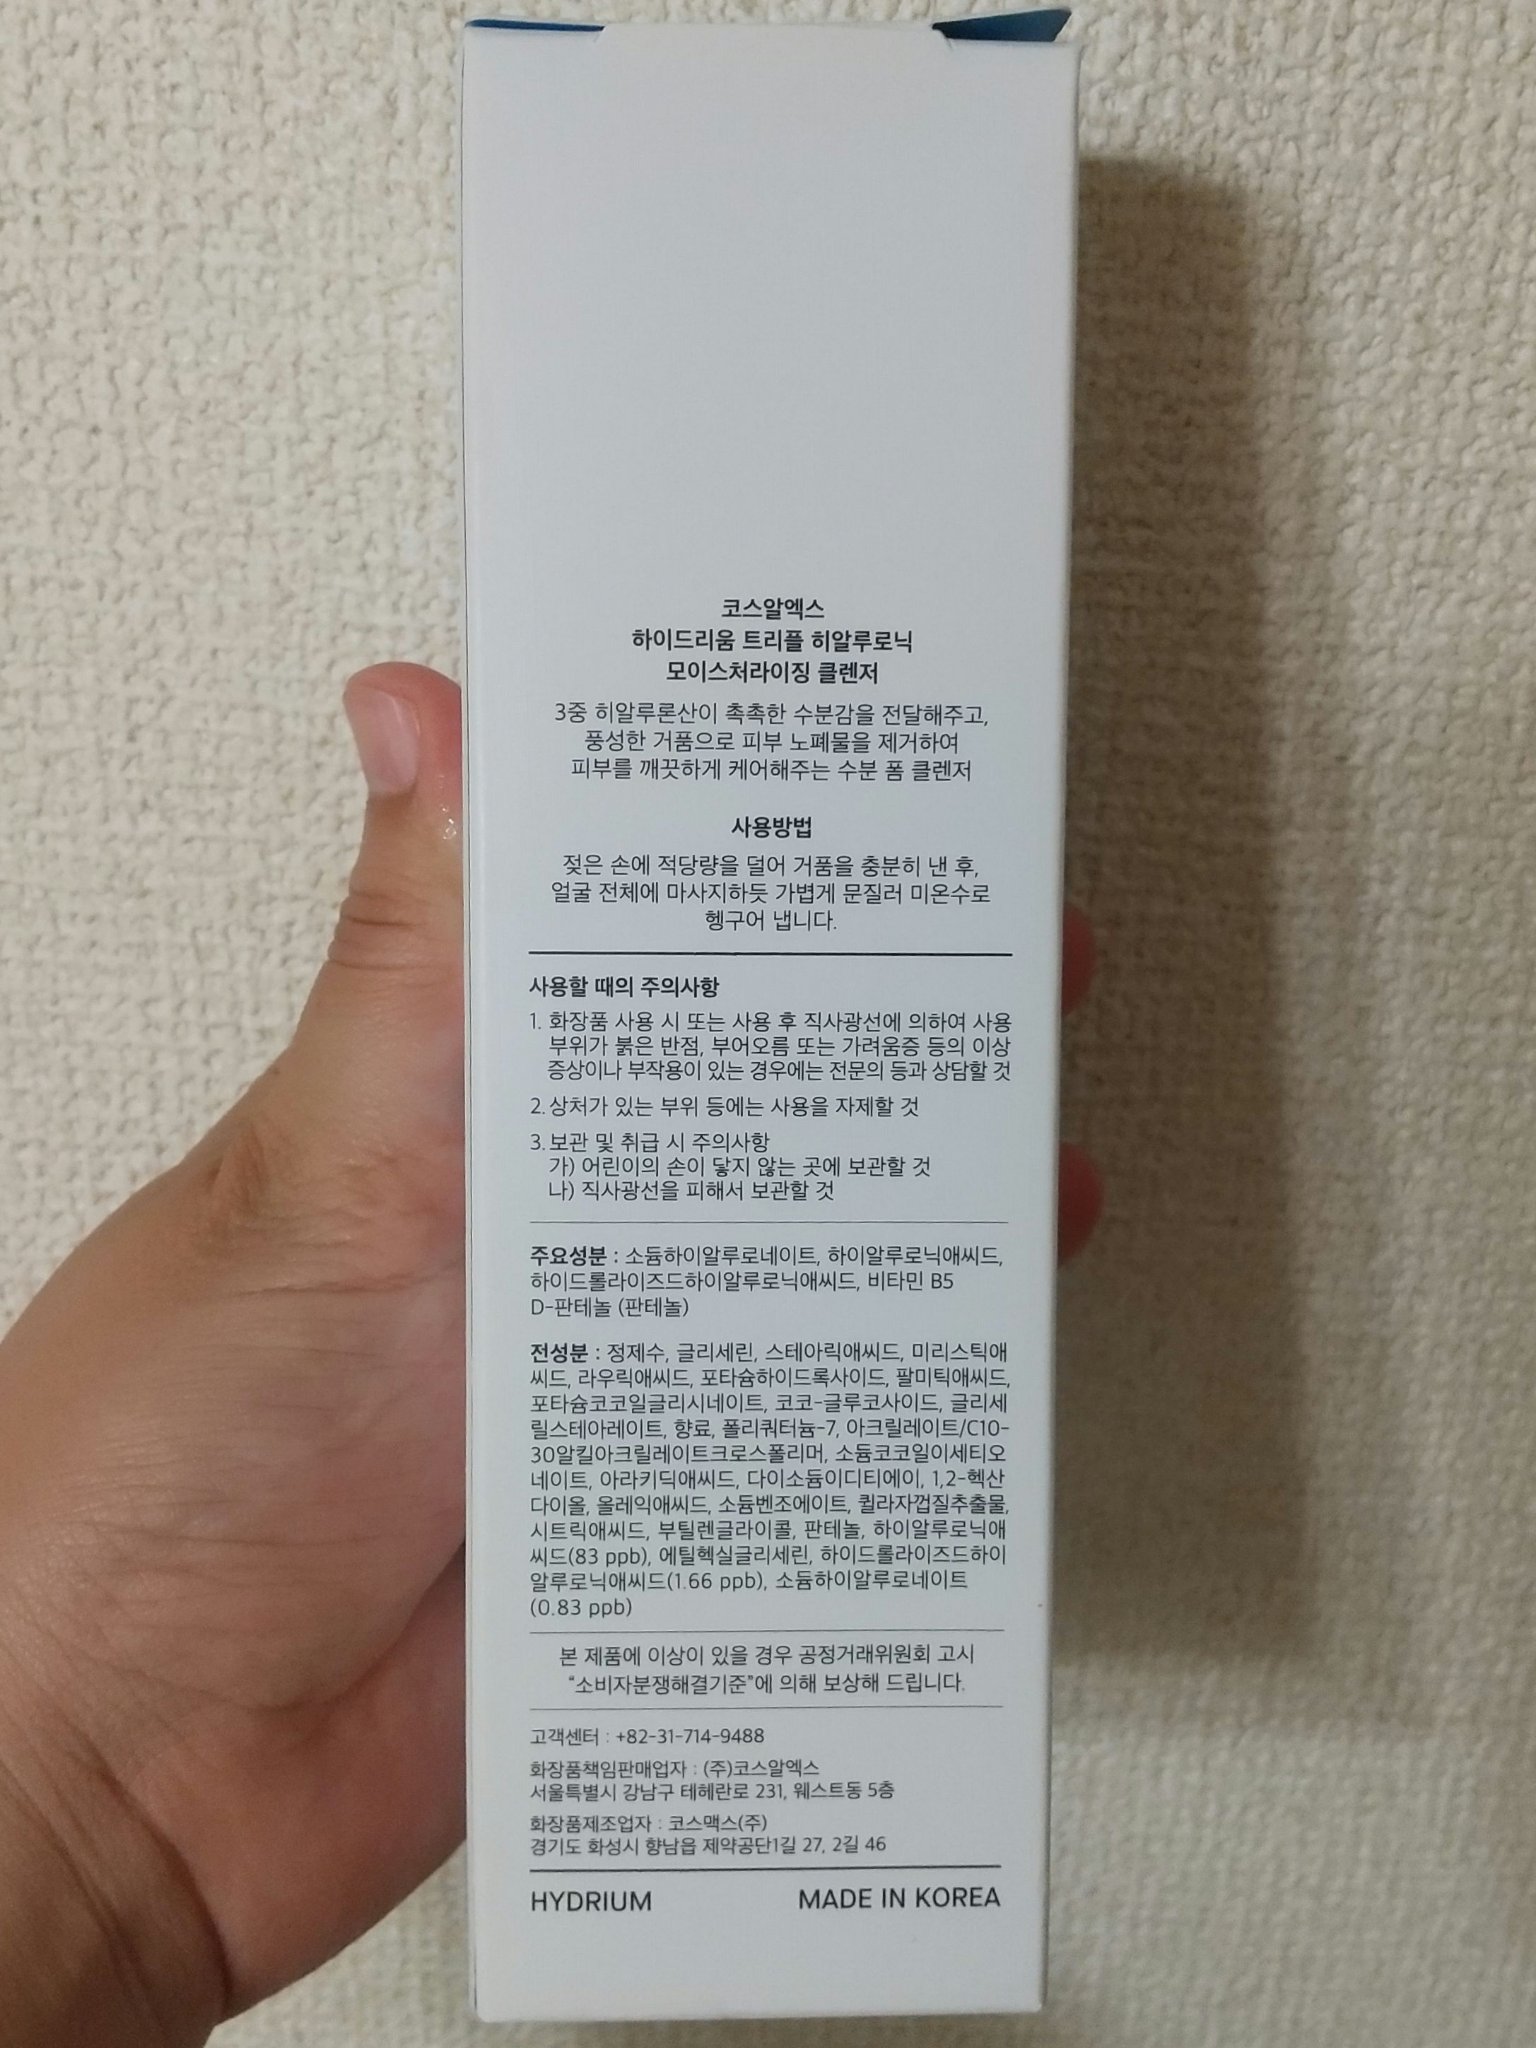 코스알엑스
하이드리움 트리플 히알루로닉
모이스처라이징 클렌저
3중 히알루론산이 촉촉한 수분감을 전달해주고,
풍성한 거품으로 피부 노폐물을 제거하여
피부를 깨끗하게 케어해주는 수분 폼 클렌저
사용방법
젖은 손에 적당량을 덜어 거품을 충분히 낸 후,
얼굴 전체에 마사지하듯 가볍게 문질러 미온수로
헹구어 냅니다.
사용할 때의 주의사항
1. 화장품 사용 시 또는 사용 후 직사광선에 의하여 사용
부위가 붉은 반점, 부어오름 또는 가려움증 등의 이상
증상이나 부작용이 있는 경우에는 전문의 등과 상담할 것
2. 상처가 있는 부위 등에는 사용을 자제할 것
3. 보관 및 취급 시 주의사항
가) 어린이의 손이 닿지 않는 곳에 보관할 것
나) 직사광선을 피해서 보관할 것
주요성분 : 소듐하이알루로네이트, 하이알루로닉애씨드,
하이드롤라이즈드하이알루로닉애씨드, 비타민 B5
D-판테놀 (판테놀)
전성분 : 정제수, 글리세린, 스테아릭애씨드, 미리스틱애
씨드, 라우릭애씨드, 포타슘하이드록사이드, 팔미틱애씨드,
포타슘코코일글리시네이트, 코코-글루코사이드, 글리세
릴스테아레이트, 향료, 폴리쿼터늄-7, 아크릴레이트/C10-
30알킬아크릴레이트크로스폴리머, 소듐코코일이세티오
네이트, 아라키딕애씨드, 다이소듐이디티에이, 1,2-헥산
다이올, 올레익애씨드, 소듐벤조에이트, 퀼라자껍질추출물,
시트릭애씨드, 부틸렌글라이콜, 판테놀, 하이알루로닉애
씨드(83 ppb), 에틸헥실글리세린, 하이드롤라이즈드하이
알루로닉애씨드(1.66 ppb), 소듐하이알루로네이트
(0.83 ppb)
본 제품에 이상이 있을 경우 공정거래위원회 고시
“소비자분쟁해결기준”에 의해 보상해 드립니다.
고객센터 : +82-31-714-9488
화장품책임판매업자 : (주)코스알엑스
서울특별시 강남구 테헤란로 231, 웨스트동 5층
화장품제조업자 : 코스맥스(주)
경기도 화성시 향남읍 제약공단1길 27, 2길 46
HYDRIUM MADE IN KOREA